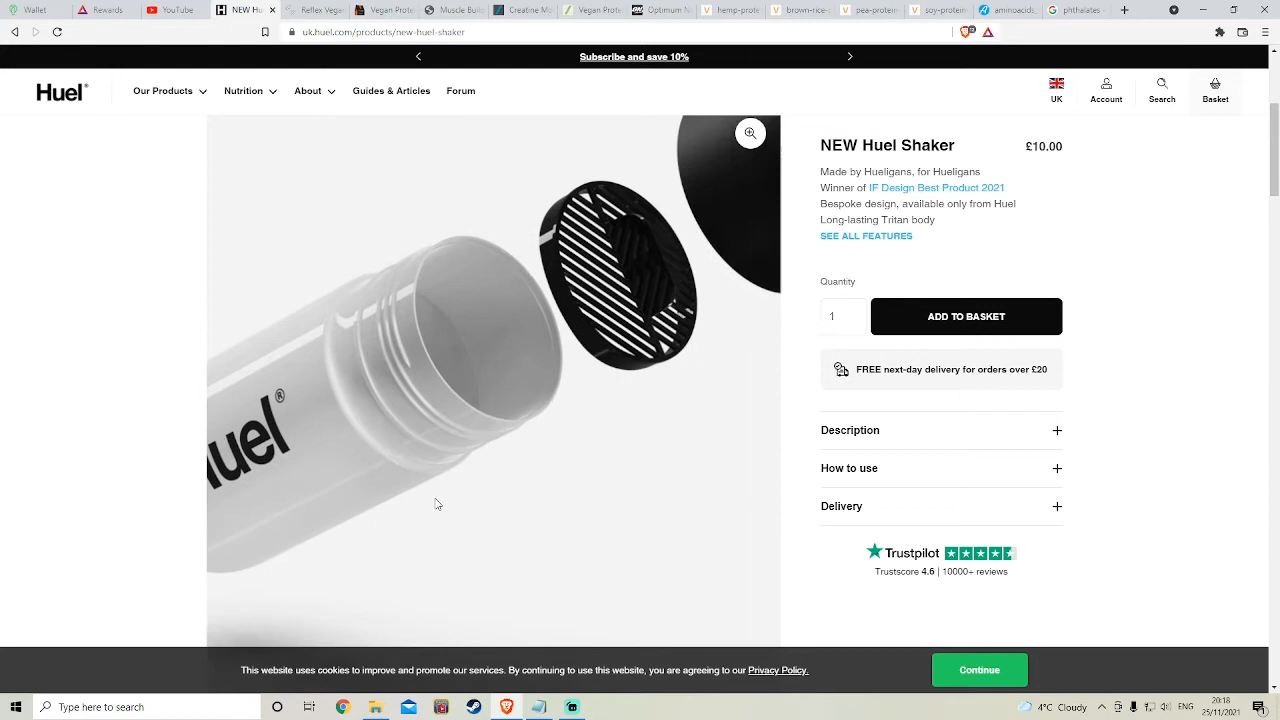 Wallet
Rewards
YouTube
NEW Hu
Reflex Vegan
Vegan Prote
Muscle Buil
Creatine Mo
Vegan Prote
Optimum N
hemp-prote
brown-rice
pea-protein
soy-protein
aminoacids_
pithalates
uk.huel.com/products/new-huel-shaker
Subscribe and save 10%
Huel®
Our Products
Nutrition
About
Guides & Articles
Forum
UK
Account
Search
Basket
NEW Huel Shaker
£10.00
Made by Hueligans, for Hueligans
Winner of IF Design Best Product 2021
Bespoke design, available only from Huel
Long-lasting Tritan body
SEE ALL FEATURES
Quantity
1
ADD TO BASKET
FREE next-day delivery for orders over £20
Description
How to use
Delivery
Trustpilot
Trustscore 4.6 | 10000+ reviews
Huel®
This website uses cookies to improve and promote our services. By continuing to use this website, you are agreeing to our Privacy Policy.
Continue
Type here to search
4°C Cloudy
ENG
20:18
25/11/2021